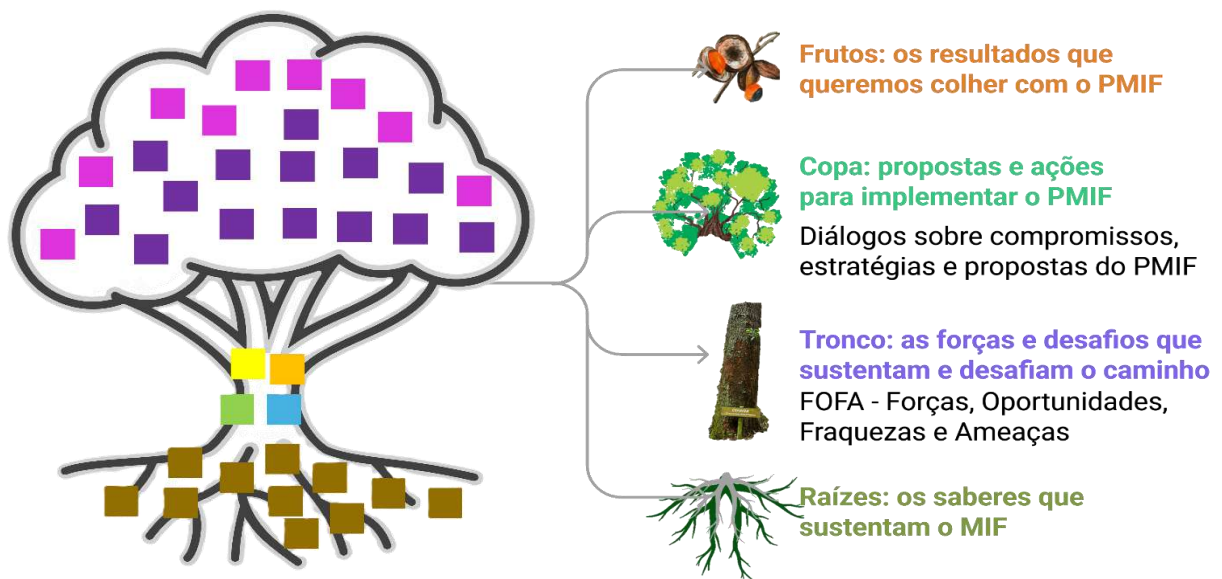 Frutos: os resultados que
queremos colher com o PMIF
Copa: propostas e ações
para implementar o PMIF
Diálogos sobre compromissos,
estratégias e propostas do PMIF
Tronco: as forças e desafios que
sustentam e desafiam o caminho
FOFA - Forças, Oportunidades,
Fraquezas e Ameaças
Raízes: os saberes que
sustentam o MIF